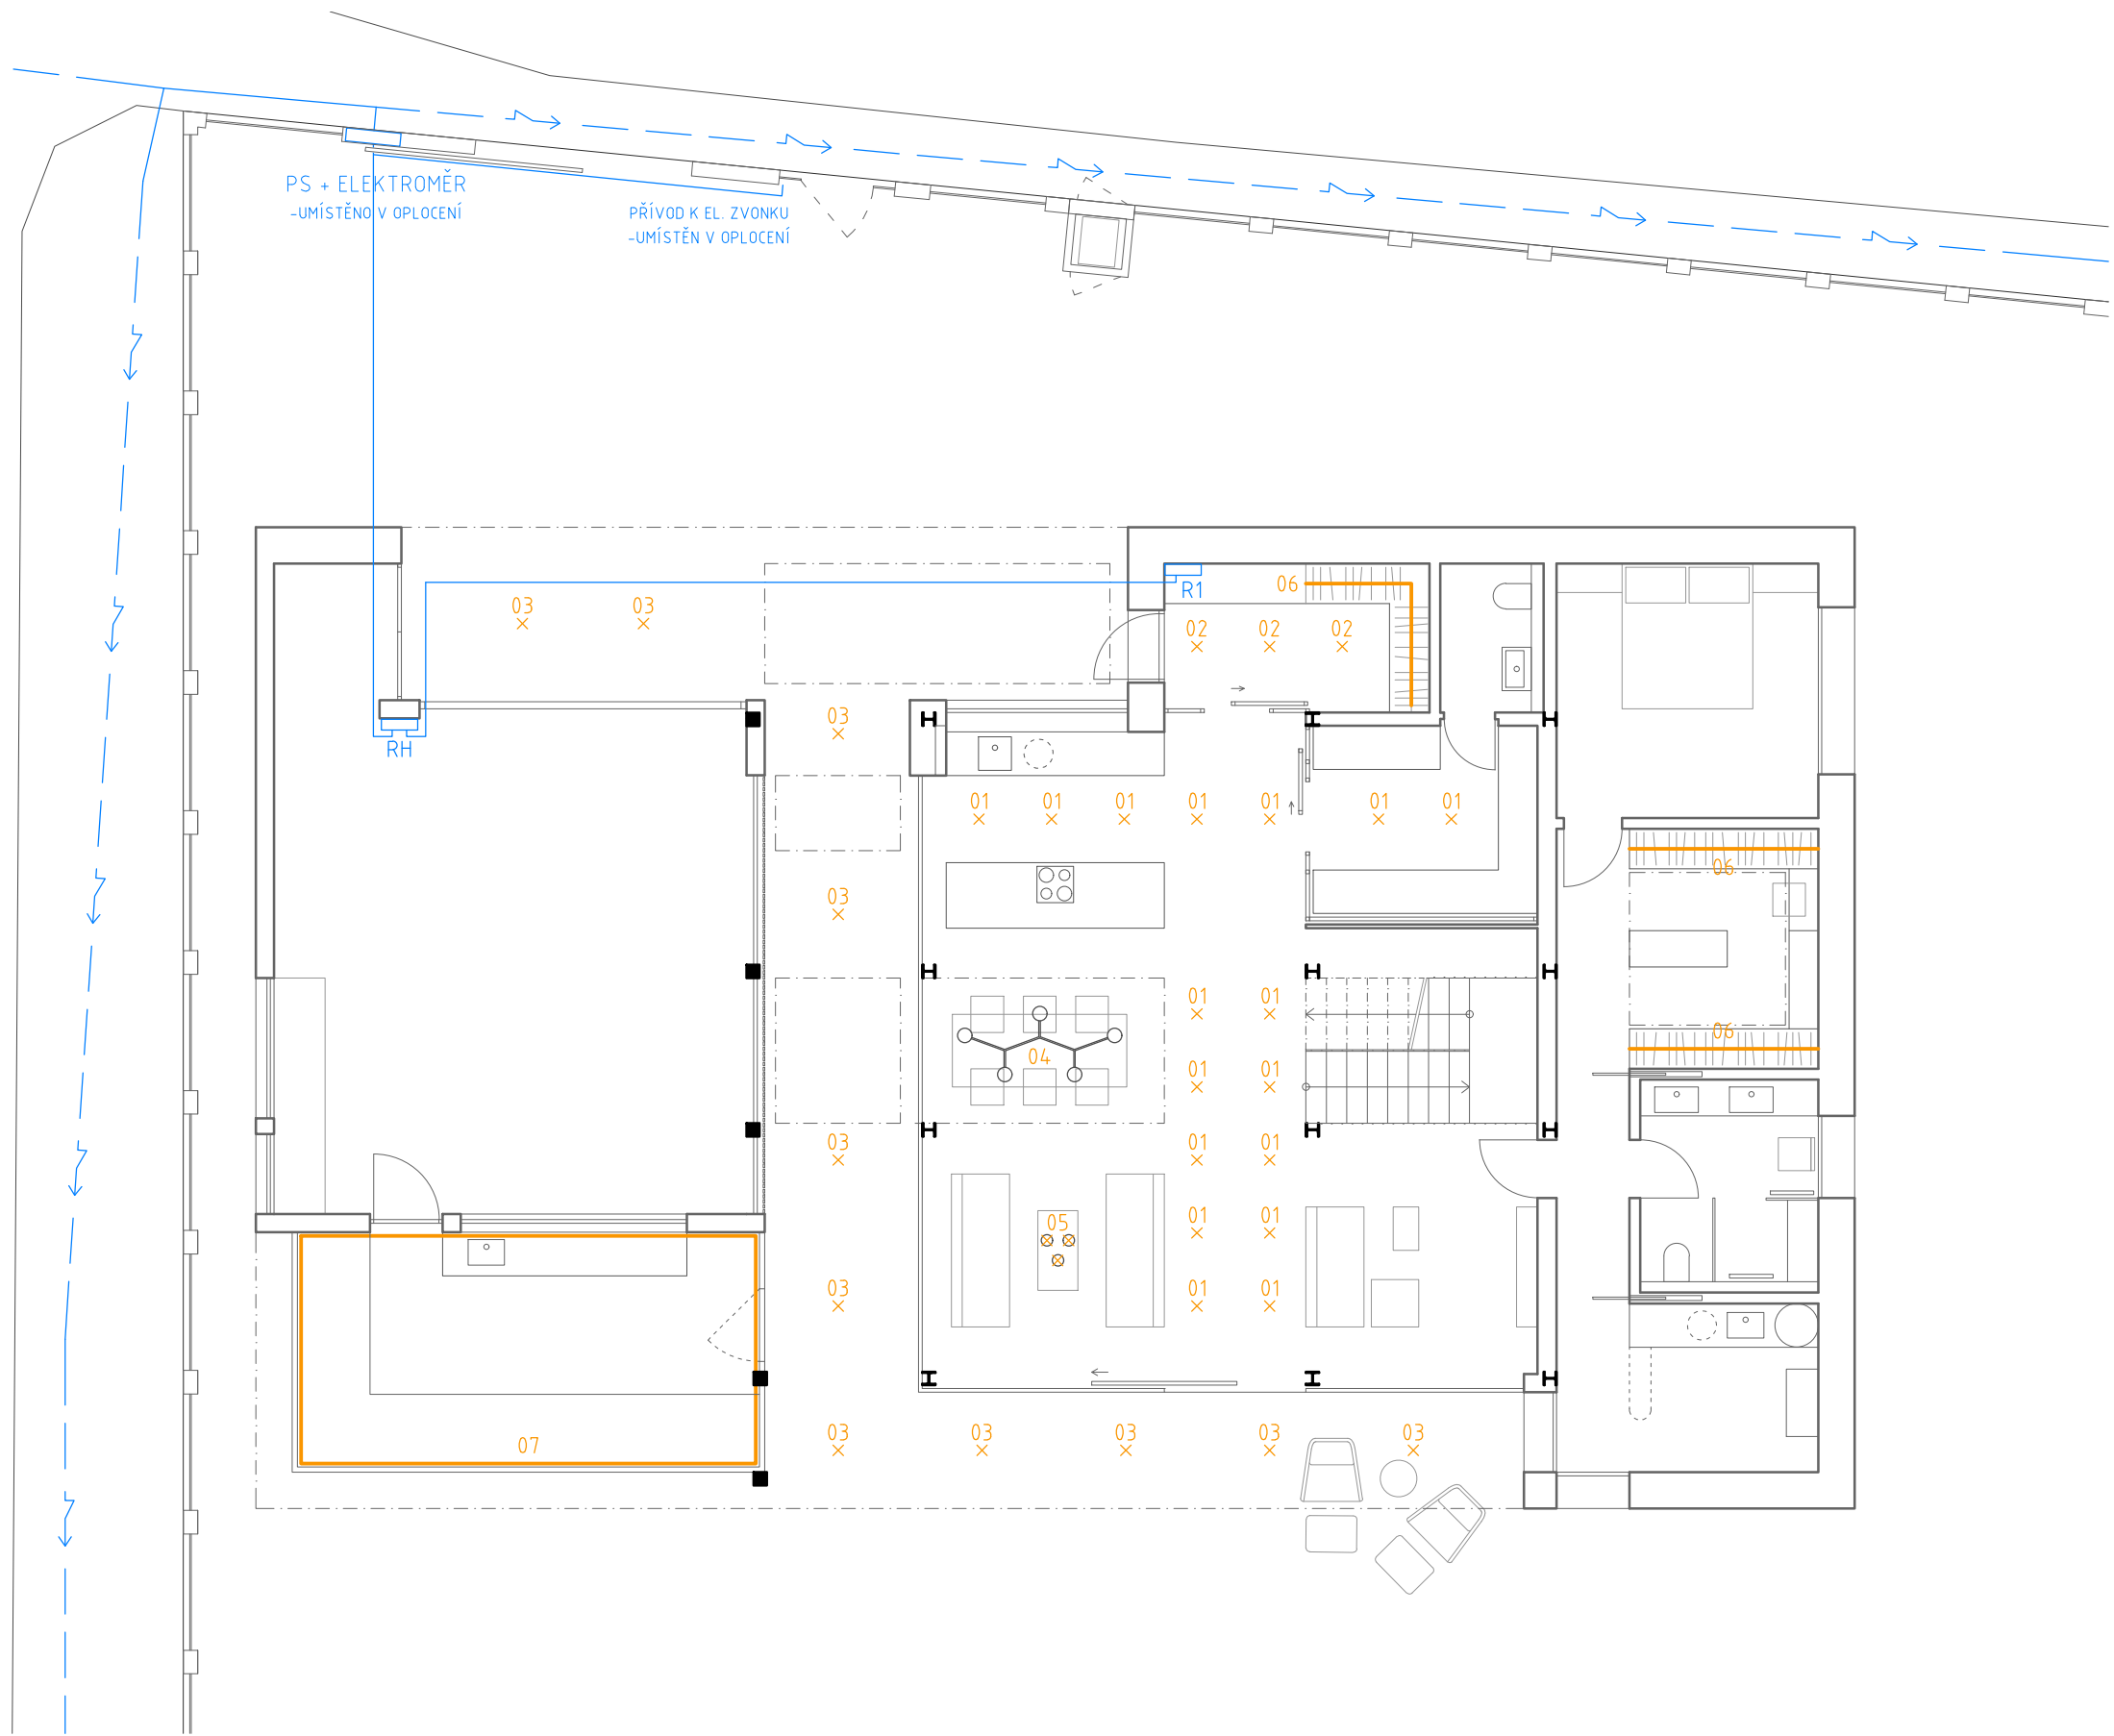 PS + ELEKTROMĚR
-UMÍSTĚNO V OPLOCENÍ
PŘÍVOD K EL. ZVONKU
-UMÍSTĚN V OPLOCENÍ
R1
06
03 03
02 02 02
03
RH
01 01 01 01 01 01 01
06
03
01 01
06
04
01 01
03
01 01
05
01 01
03
01 01
03 03 03 03 03
07